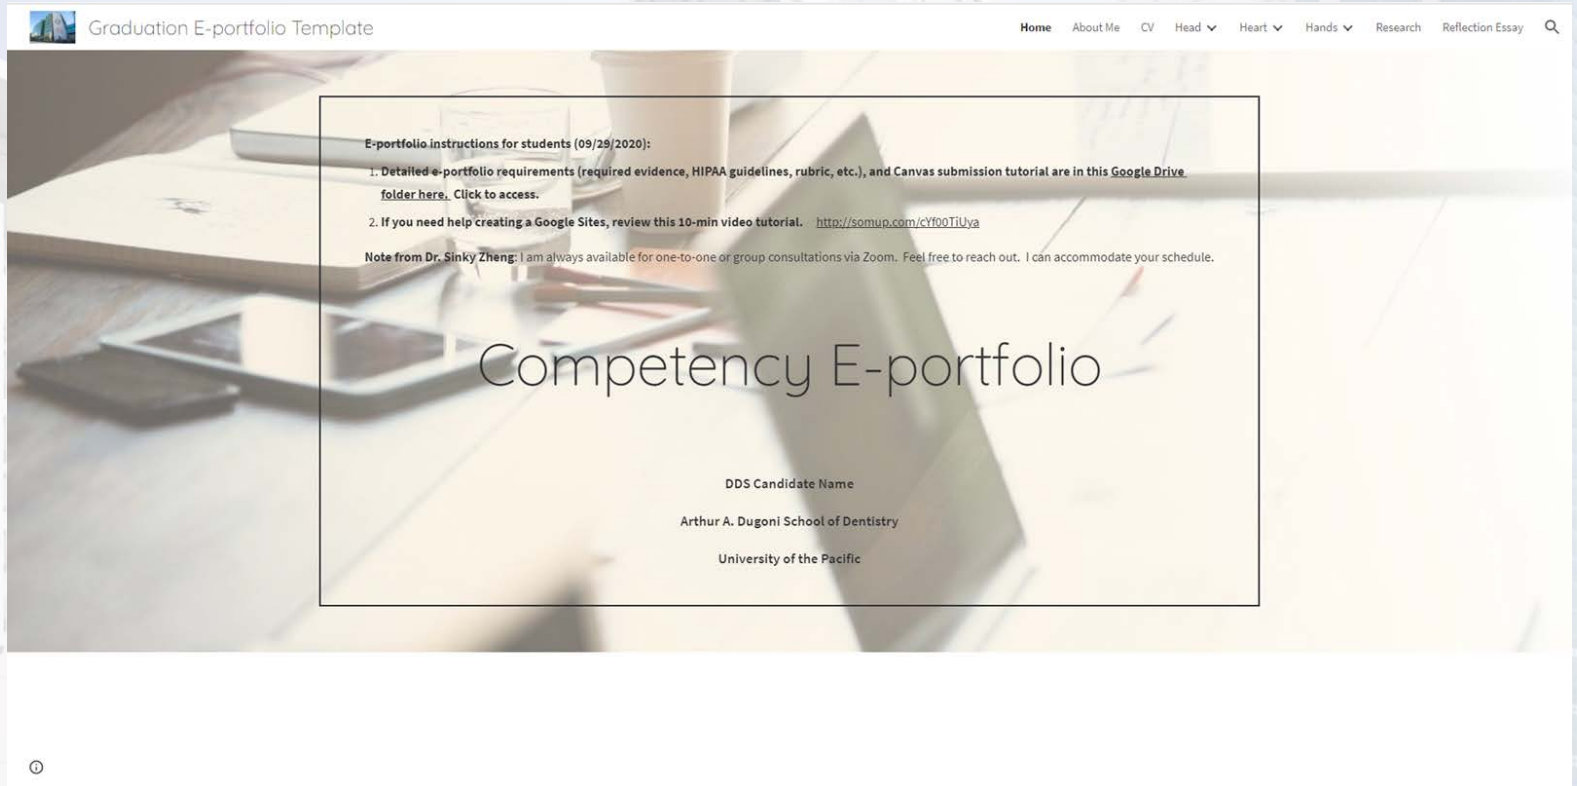 Graduation E-portfolio Template
Home About Me CV Head Heart Hands Research Reflection Essay
E-portfolio instructions for students (09/29/2020):
1. Detailed e-portfolio requirements (required evidence, HIPAA guidelines, rubric, etc.), and Canvas submission tutorial are in this Google Drive
folder here. Click to access.
2. If you need help creating a Google Sites, review this 10-min video tutorial. http://somup.com/cYf00TiUya
Note from Dr. Sinky Zheng: I am always available for one-to-one or group consultations via Zoom. Feel free to reach out. I can accommodate your schedule.
Competency E-portfolio
DDS Candidate Name
Arthur A. Dugoni School of Dentistry
University of the Pacific